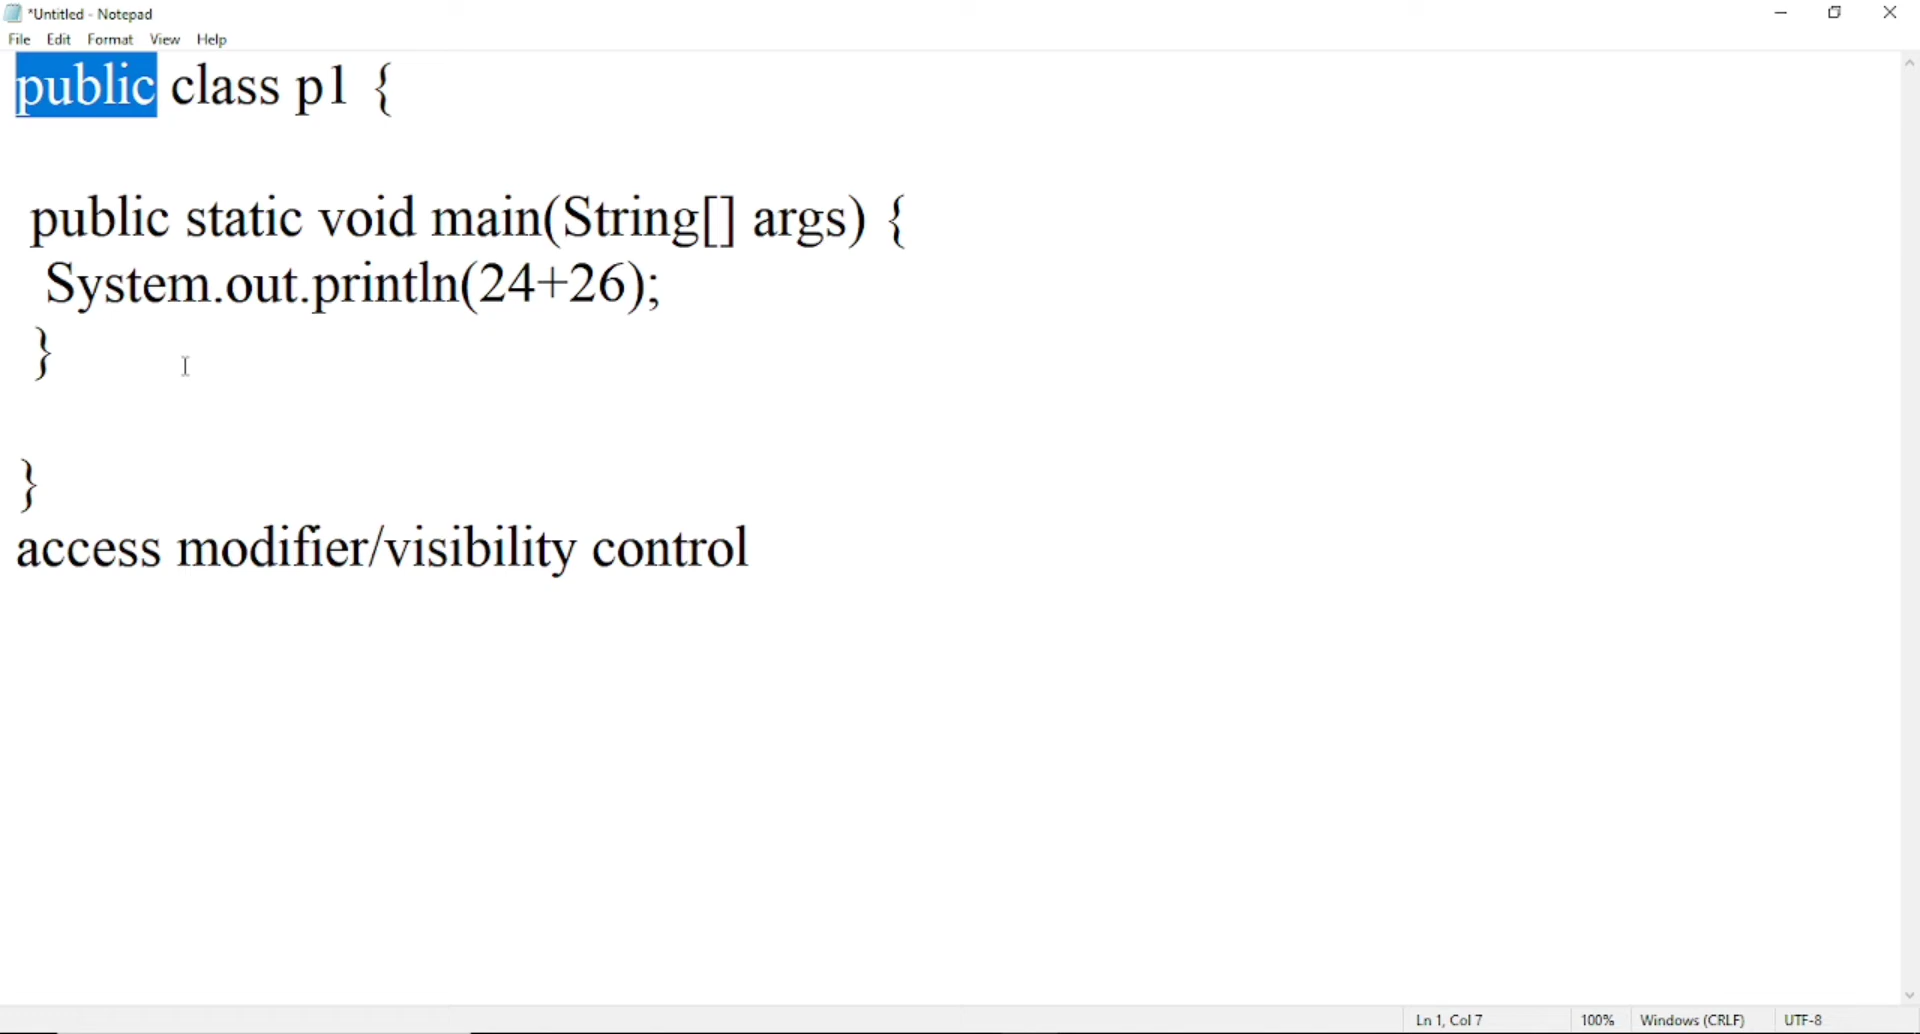 *Untitled - Notepad
File Edit Format View Help
public class p1 {
public static void main(String[] args) {
System.out.println(24+26);
}
}
access modifier/visibility control
Ln 1, Col 7 100% Windows (CRLF) UTF-8